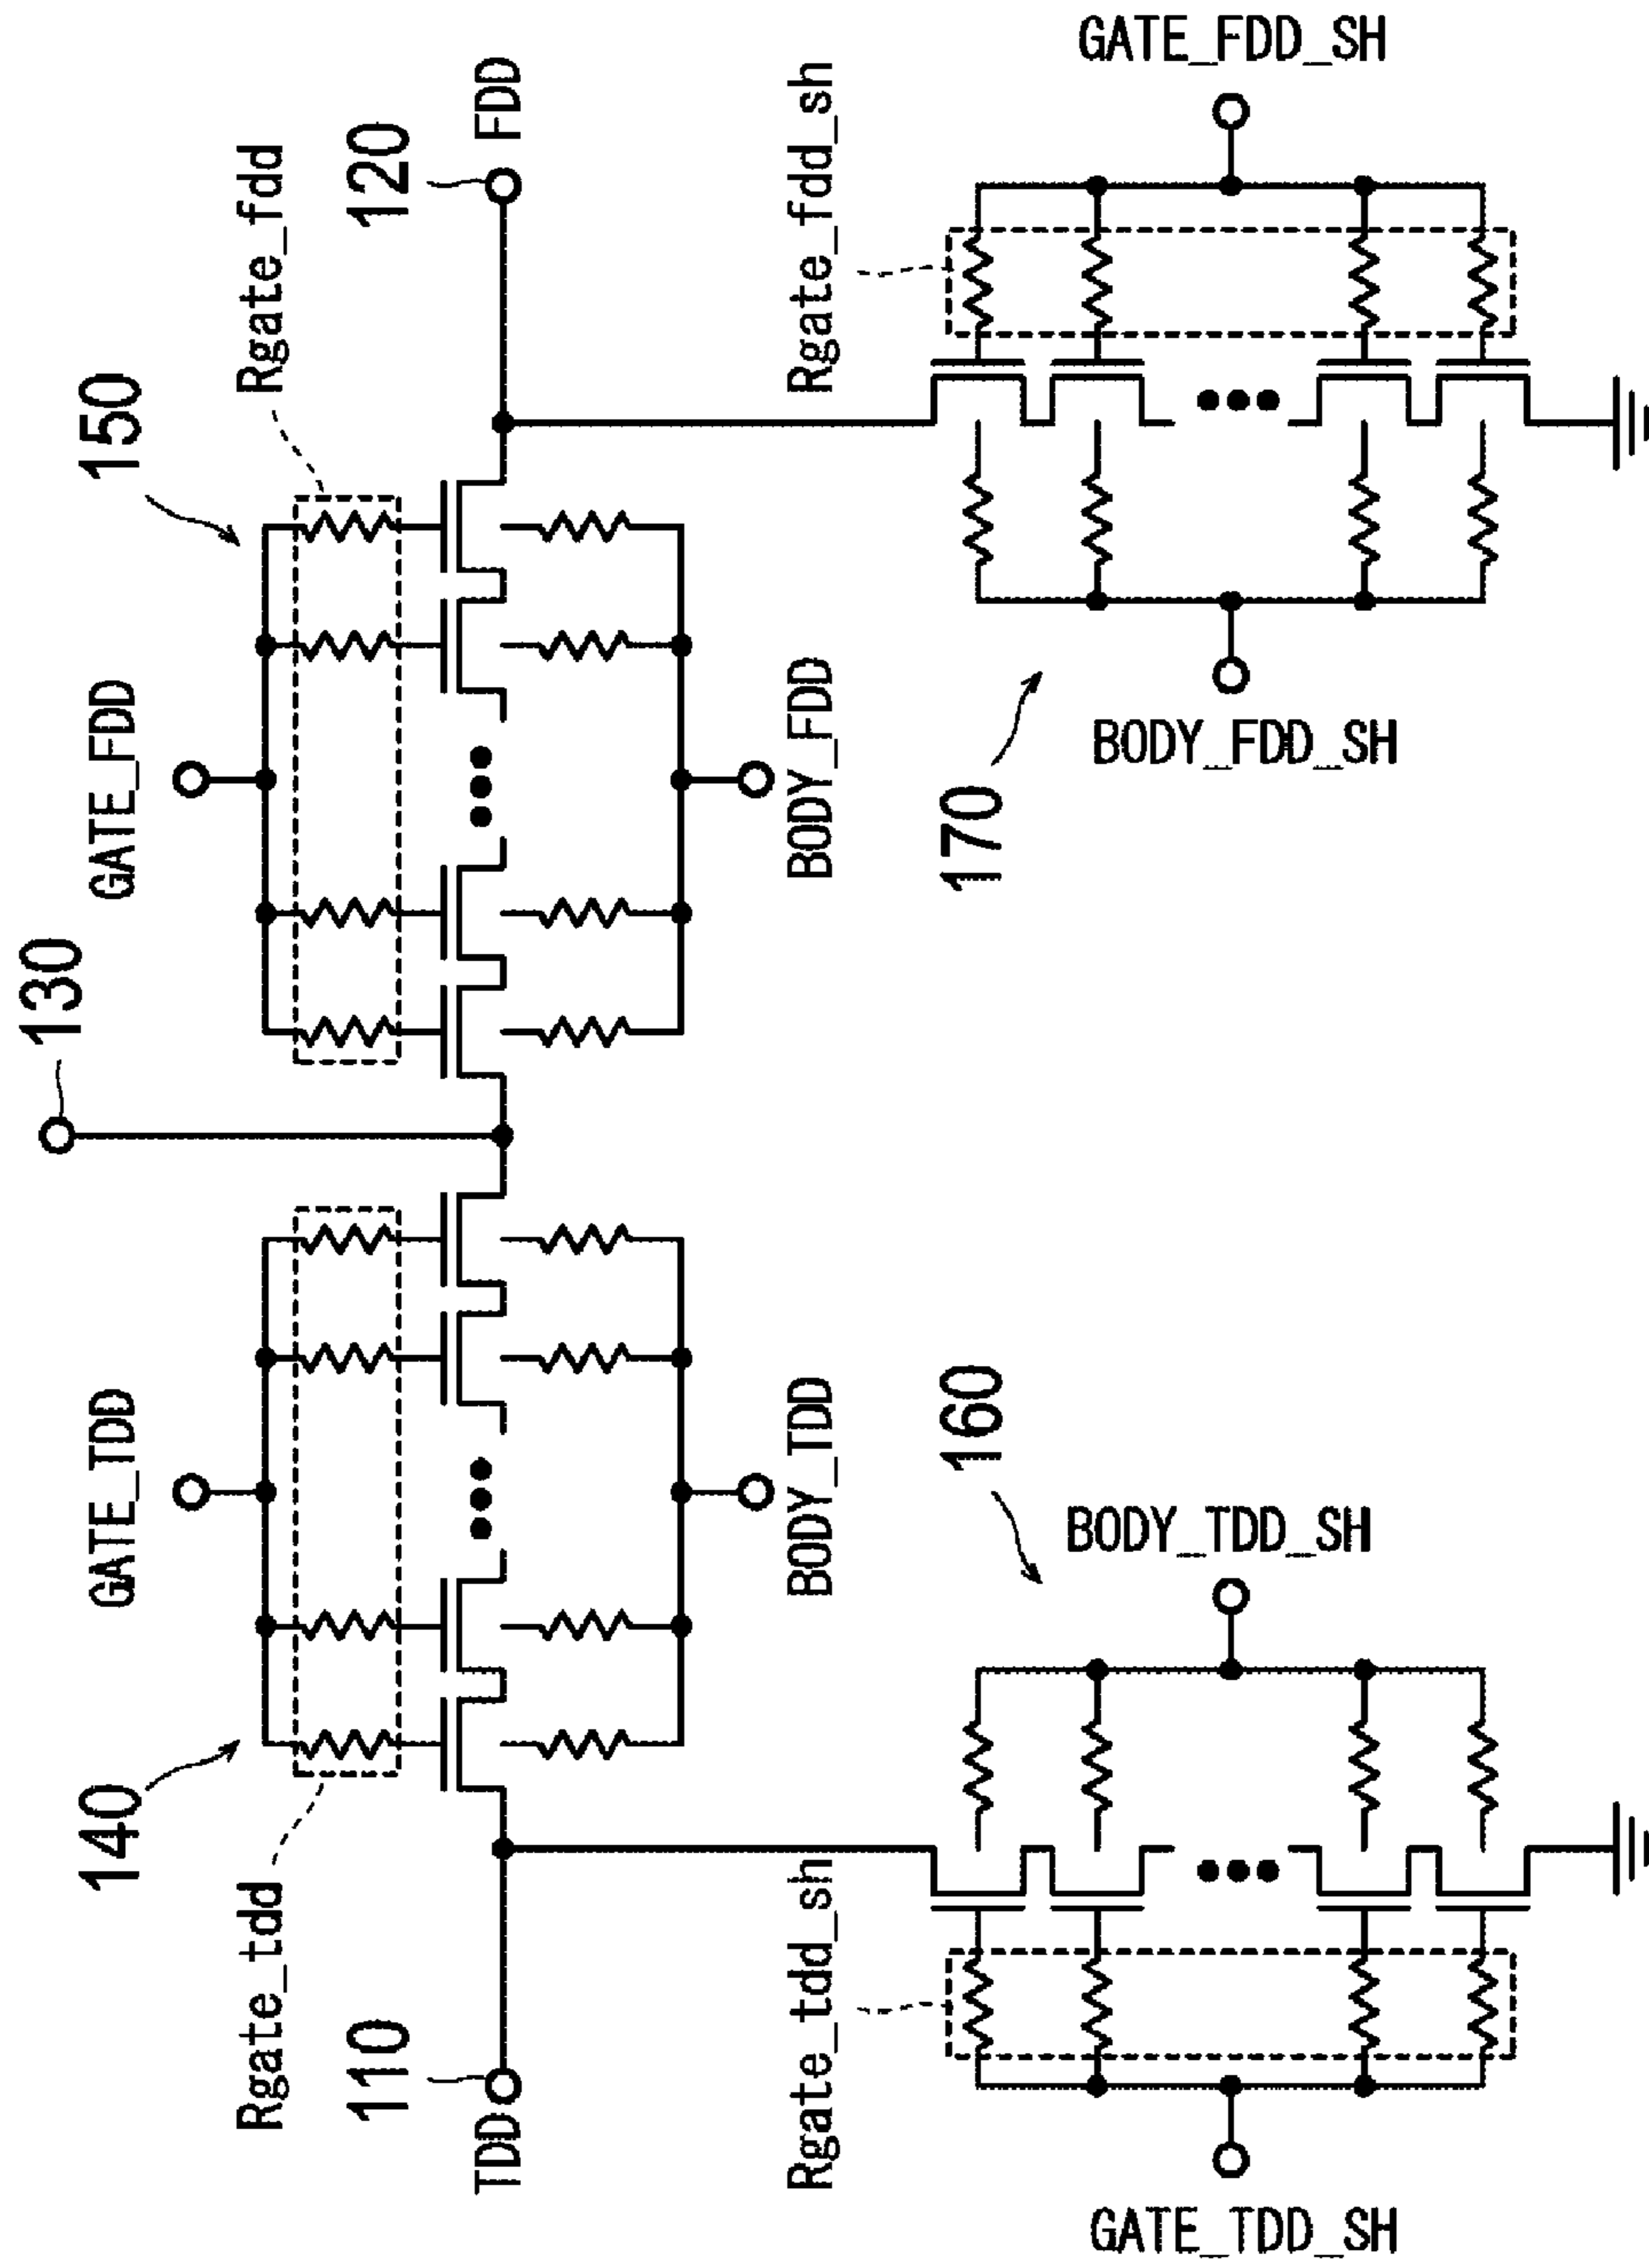 130
140
GATE_TDD
GATE_FDD
150
Rgate_tdd
Rgate_fdd
110
120
TDD
FDD
BODY_TDD
BODY_FDD
Rgate_tdd_sh
Rgate_fdd_sh
160
170
GATE_TDD_SH
BODY_TDD_SH
BODY_FDD_SH
GATE_FDD_SH